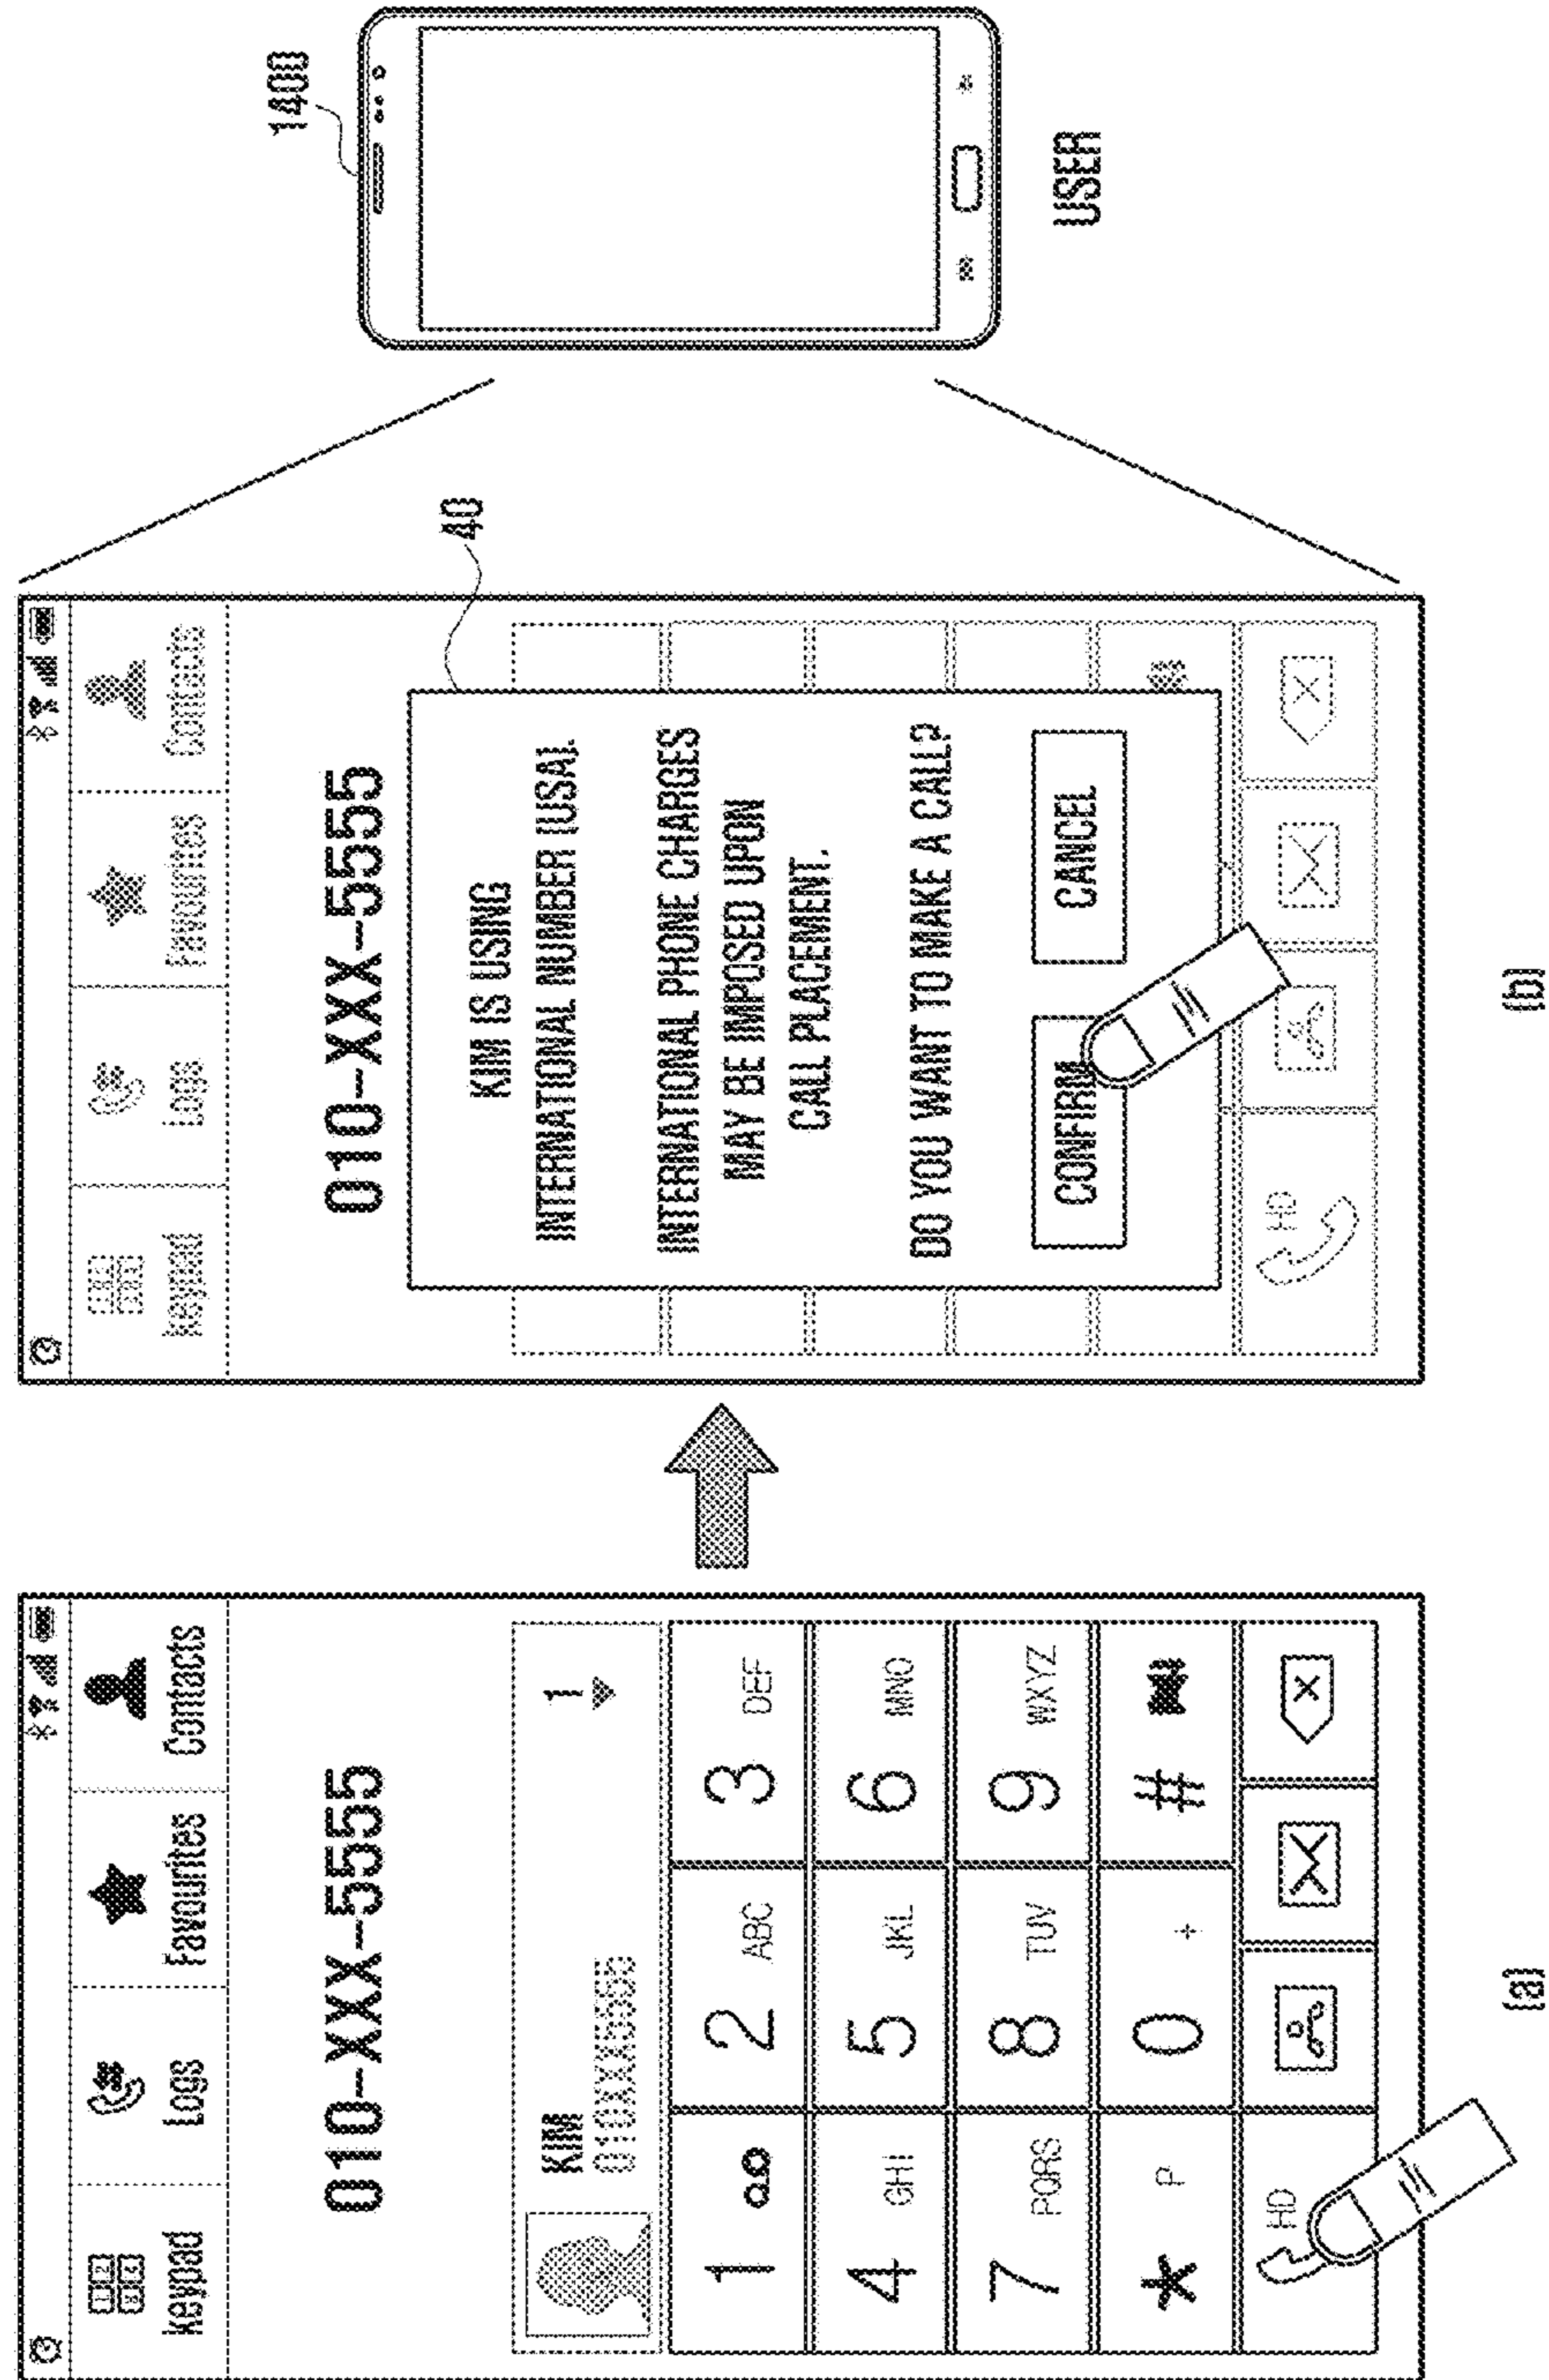 keypad
Logs
Favourites
Contacts
010-XXX-5555
KIM
010XXX5555
1
1
2 ABC
3 DEF
4 GHI
5 JKL
6 MNO
7 PQRS
8 TUV
9 WXYZ
* P
0 +
#
HD
(a)
keypad
Logs
Favourites
Contacts
010-XXX-5555
40
KIM IS USING
INTERNATIONAL NUMBER (USA).
INTERNATIONAL PHONE CHARGES
MAY BE IMPOSED UPON
CALL PLACEMENT.
DO YOU WANT TO MAKE A CALL?
CONFIRM
CANCEL
HD
(b)
1400
USER